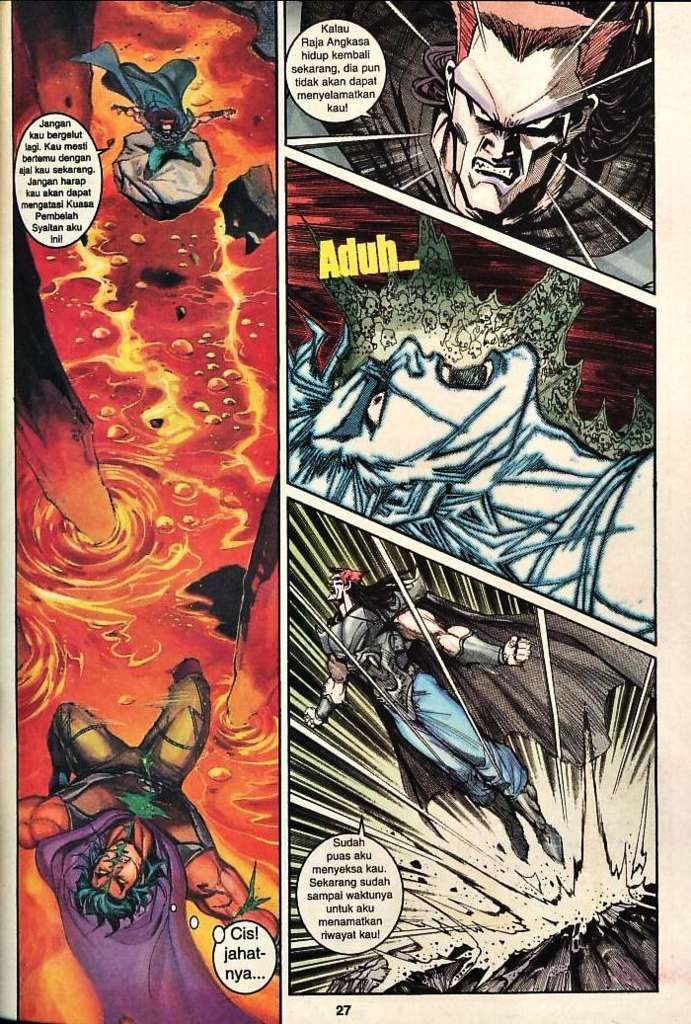 Jangan
kau bergelut
lagi. Kau mesti
bertemu dengan
ajal kau sekarang.
Jangan harap
kau akan dapat
mengatasi Kuasa
Pembelah
Syaitan aku
ini!
Cis!
jahat-
nya...
Kalau
Raja Angkasa
hidup kembali
sekarang, dia pun
tidak akan dapat
menyelamatkan
kau!
Aduh...
Sudah
puas aku
menyeksa kau.
Sekarang sudah
sampai waktunya
untuk aku
menamatkan
riwayat kau!
27